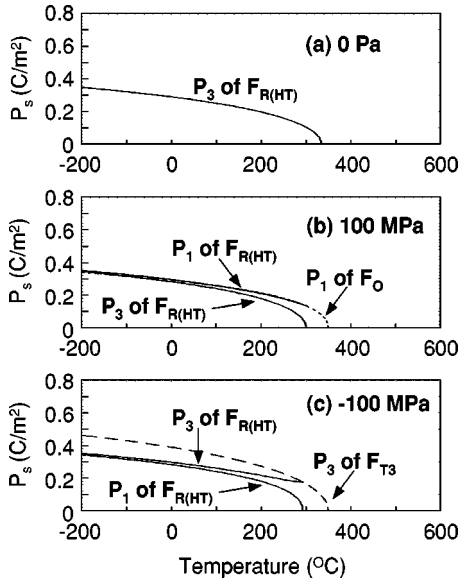 (a) 0 Pa
P3 of FR(HT)
Ps (C/m²)
0.8
0.6
0.4
0.2
0
-200 0 200 400 600
(b) 100 MPa
P1 of FR(HT)
P1 of FO
P3 of FR(HT)
Ps (C/m²)
0.8
0.6
0.4
0.2
0
-200 0 200 400 600
(c) -100 MPa
P3 of FR(HT)
P3 of FT3
P1 of FR(HT)
Ps (C/m²)
0.8
0.6
0.4
0.2
0
-200 0 200 400 600
Temperature (OC)